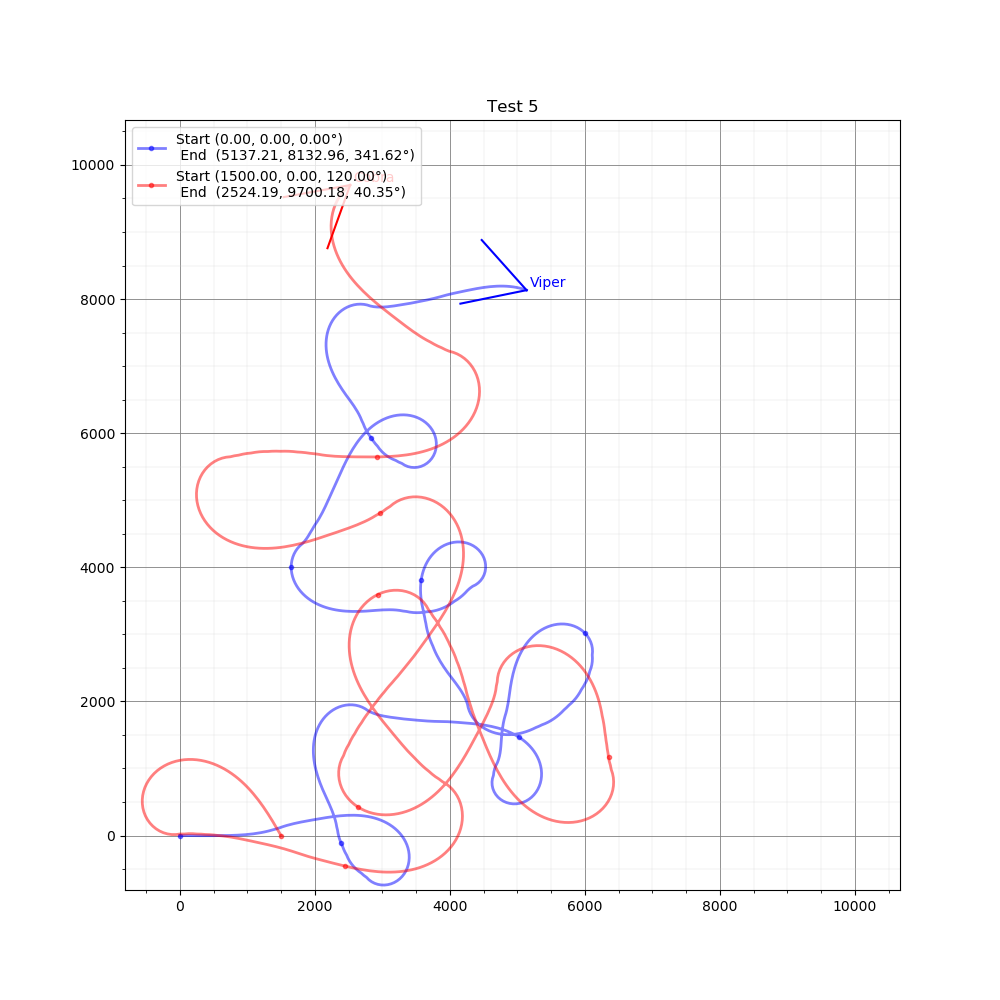 Test 5
Start (0.00, 0.00, 0.00°)
End (5137.21, 8132.96, 341.62°)
Start (1500.00, 0.00, 120.00°)
End (2524.19, 9700.18, 40.35°)
Viper
10000
8000
6000
4000
2000
0
0 2000 4000 6000 8000 10000